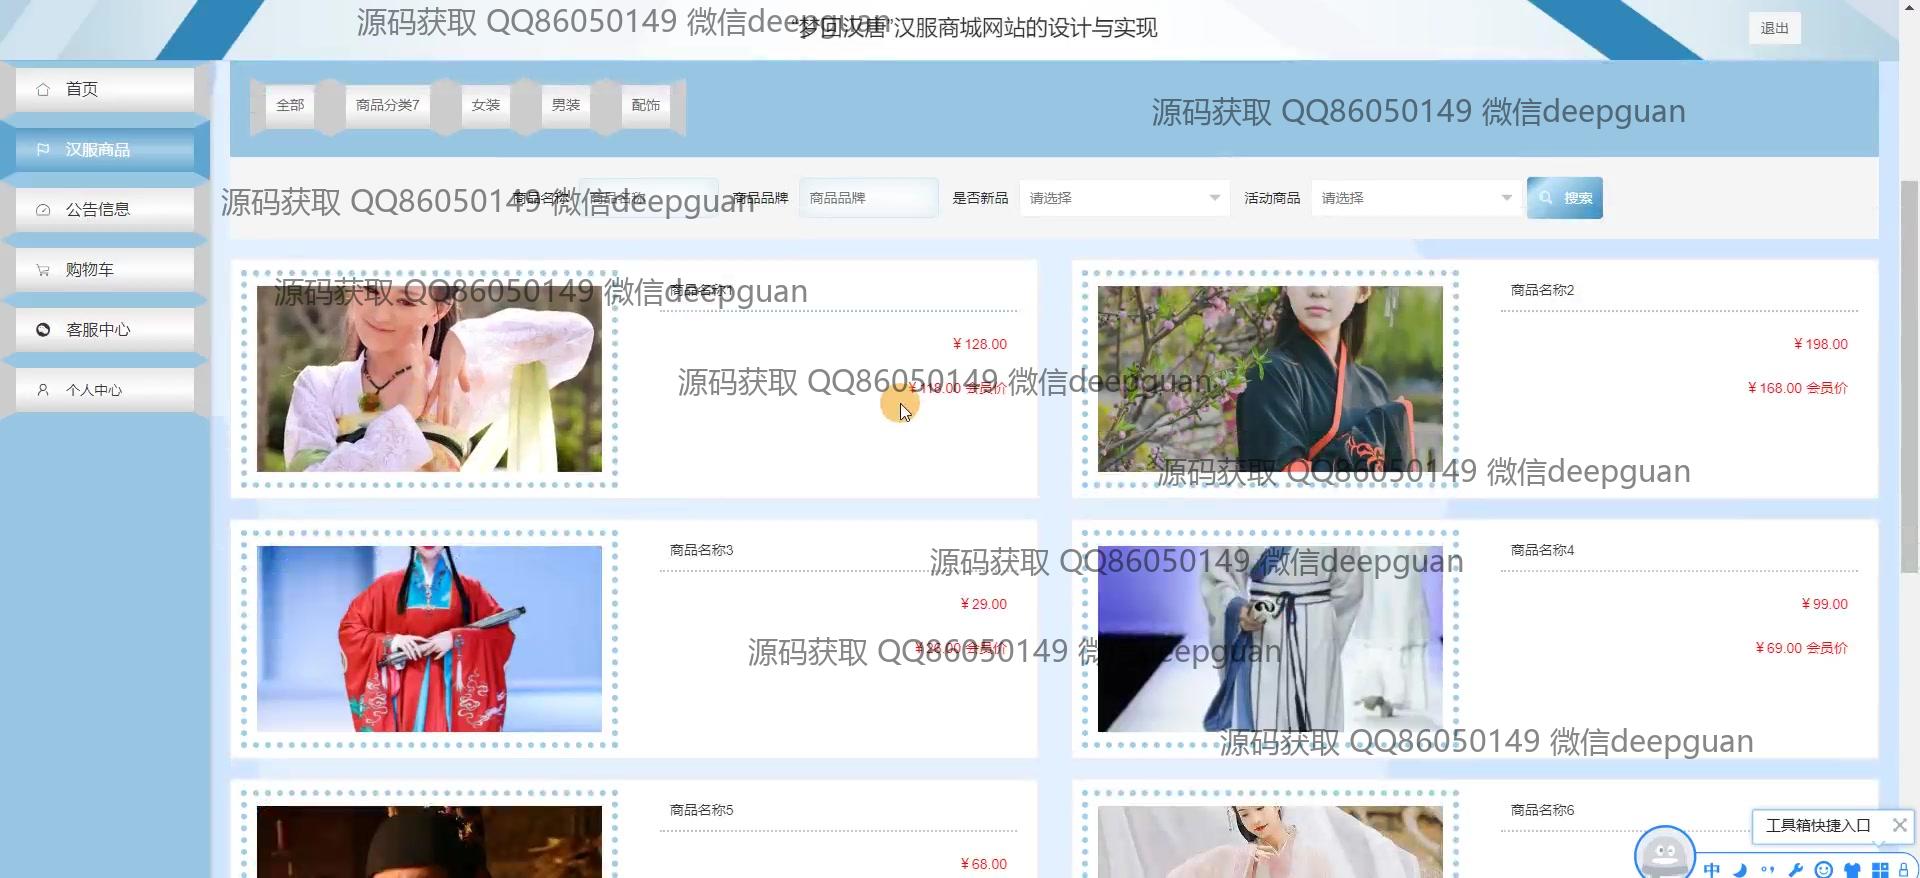 源码获取 QQ86050149 微信deepguan
“梦回汉唐”汉服商城网站的设计与实现
退出
首页
汉服商品
公告信息
购物车
客服中心
个人中心
全部
商品分类7
女装
男装
配饰
源码获取 QQ86050149 微信deepguan
商品名称 商品名称
商品品牌 商品品牌
是否新品 请选择
活动商品 请选择
搜索
源码获取 QQ86050149 微信deepguan
商品名称1
¥ 128.00
¥ 118.00 会员价
源码获取 QQ86050149 微信deepguan
商品名称2
¥ 198.00
¥ 168.00 会员价
源码获取 QQ86050149 微信deepguan
源码获取 QQ86050149 微信deepguan
商品名称3
¥ 29.00
¥ 26.00 会员价
源码获取 QQ86050149 微信deepguan
商品名称4
¥ 99.00
¥ 69.00 会员价
源码获取 QQ86050149 微信deepguan
源码获取 QQ86050149 微信deepguan
商品名称5
¥ 68.00
商品名称6
工具箱快捷入口
中